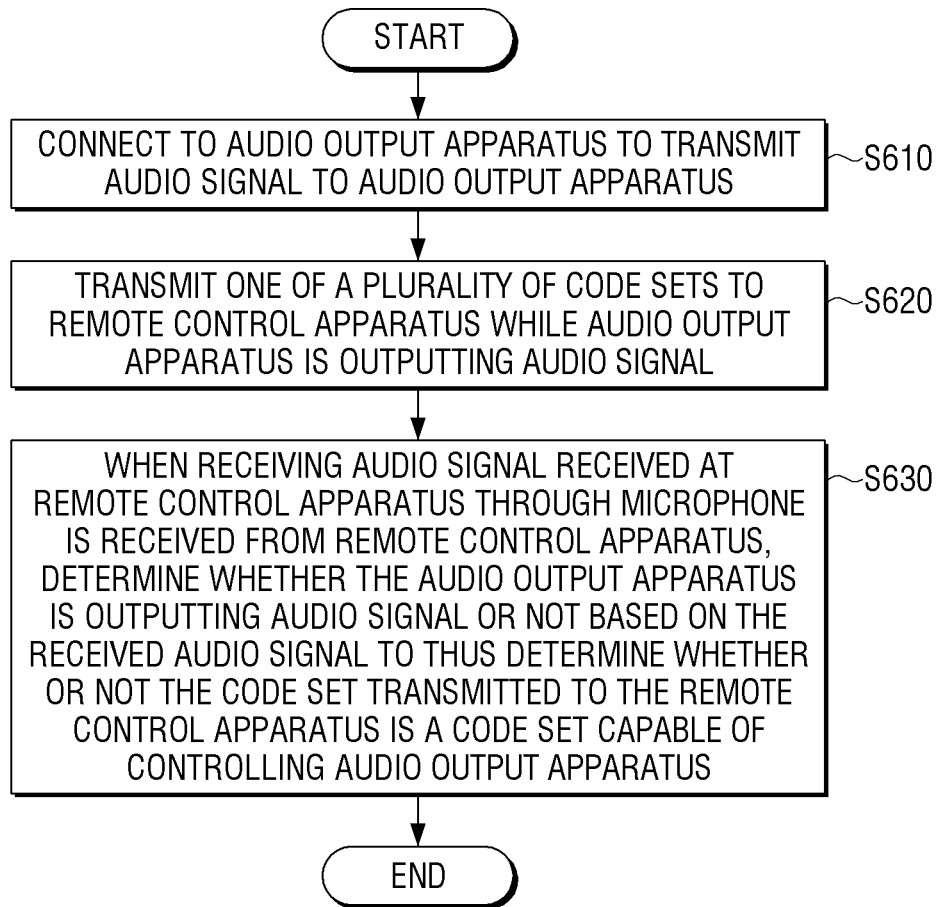 START
CONNECT TO AUDIO OUTPUT APPARATUS TO TRANSMIT
AUDIO SIGNAL TO AUDIO OUTPUT APPARATUS
S610
TRANSMIT ONE OF A PLURALITY OF CODE SETS TO
REMOTE CONTROL APPARATUS WHILE AUDIO OUTPUT
APPARATUS IS OUTPUTTING AUDIO SIGNAL
S620
WHEN RECEIVING AUDIO SIGNAL RECEIVED AT
REMOTE CONTROL APPARATUS THROUGH MICROPHONE
IS RECEIVED FROM REMOTE CONTROL APPARATUS,
DETERMINE WHETHER THE AUDIO OUTPUT APPARATUS
IS OUTPUTTING AUDIO SIGNAL OR NOT BASED ON THE
RECEIVED AUDIO SIGNAL TO THUS DETERMINE WHETHER
OR NOT THE CODE SET TRANSMITTED TO THE REMOTE
CONTROL APPARATUS IS A CODE SET CAPABLE OF
CONTROLLING AUDIO OUTPUT APPARATUS
S630
END